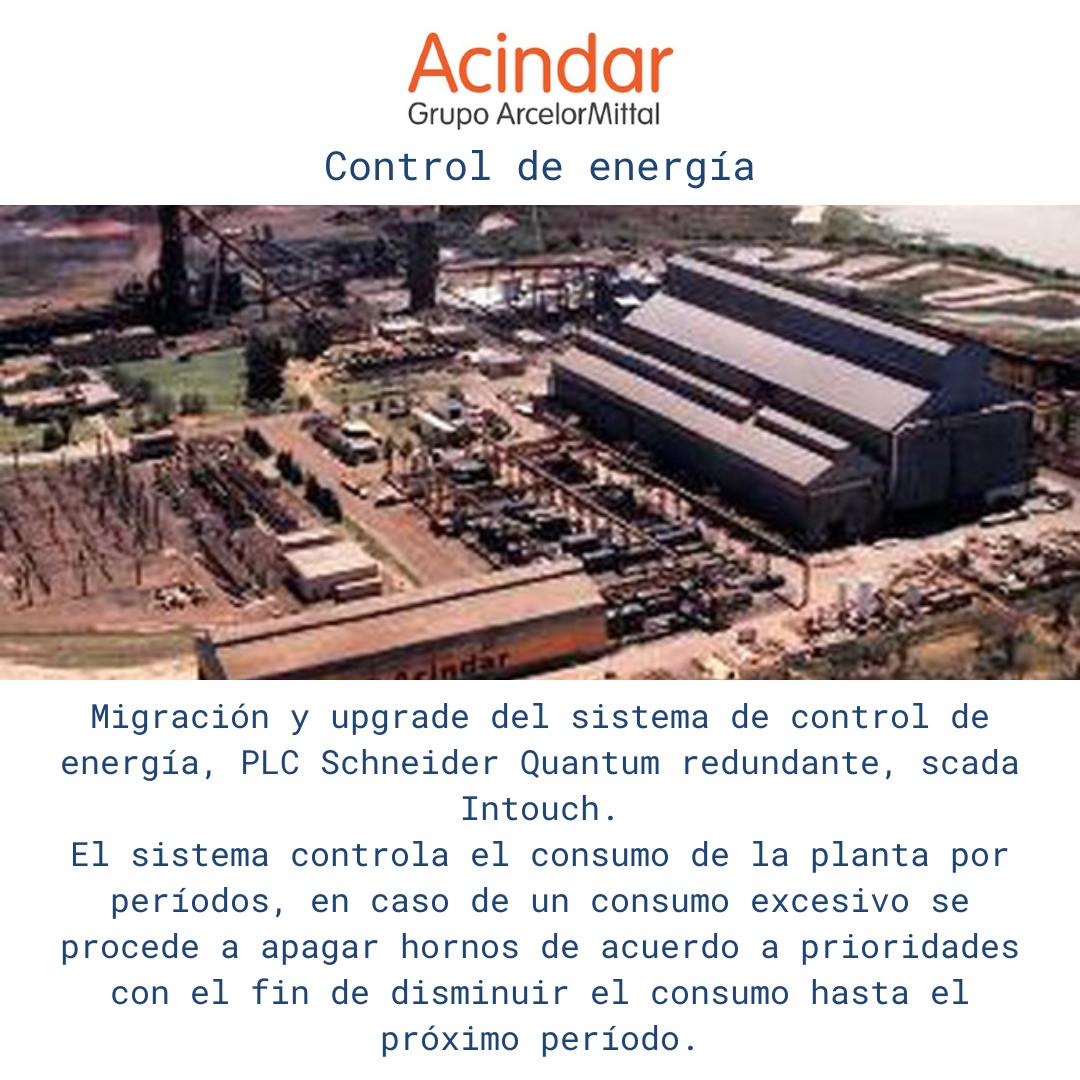 Acindar
Grupo ArcelorMittal
Control de energía
Acindar
Migración y upgrade del sistema de control de
energía, PLC Schneider Quantum redundante, scada
Intouch.
El sistema controla el consumo de la planta por
períodos, en caso de un consumo excesivo se
procede a apagar hornos de acuerdo a prioridades
con el fin de disminuir el consumo hasta el
próximo período.